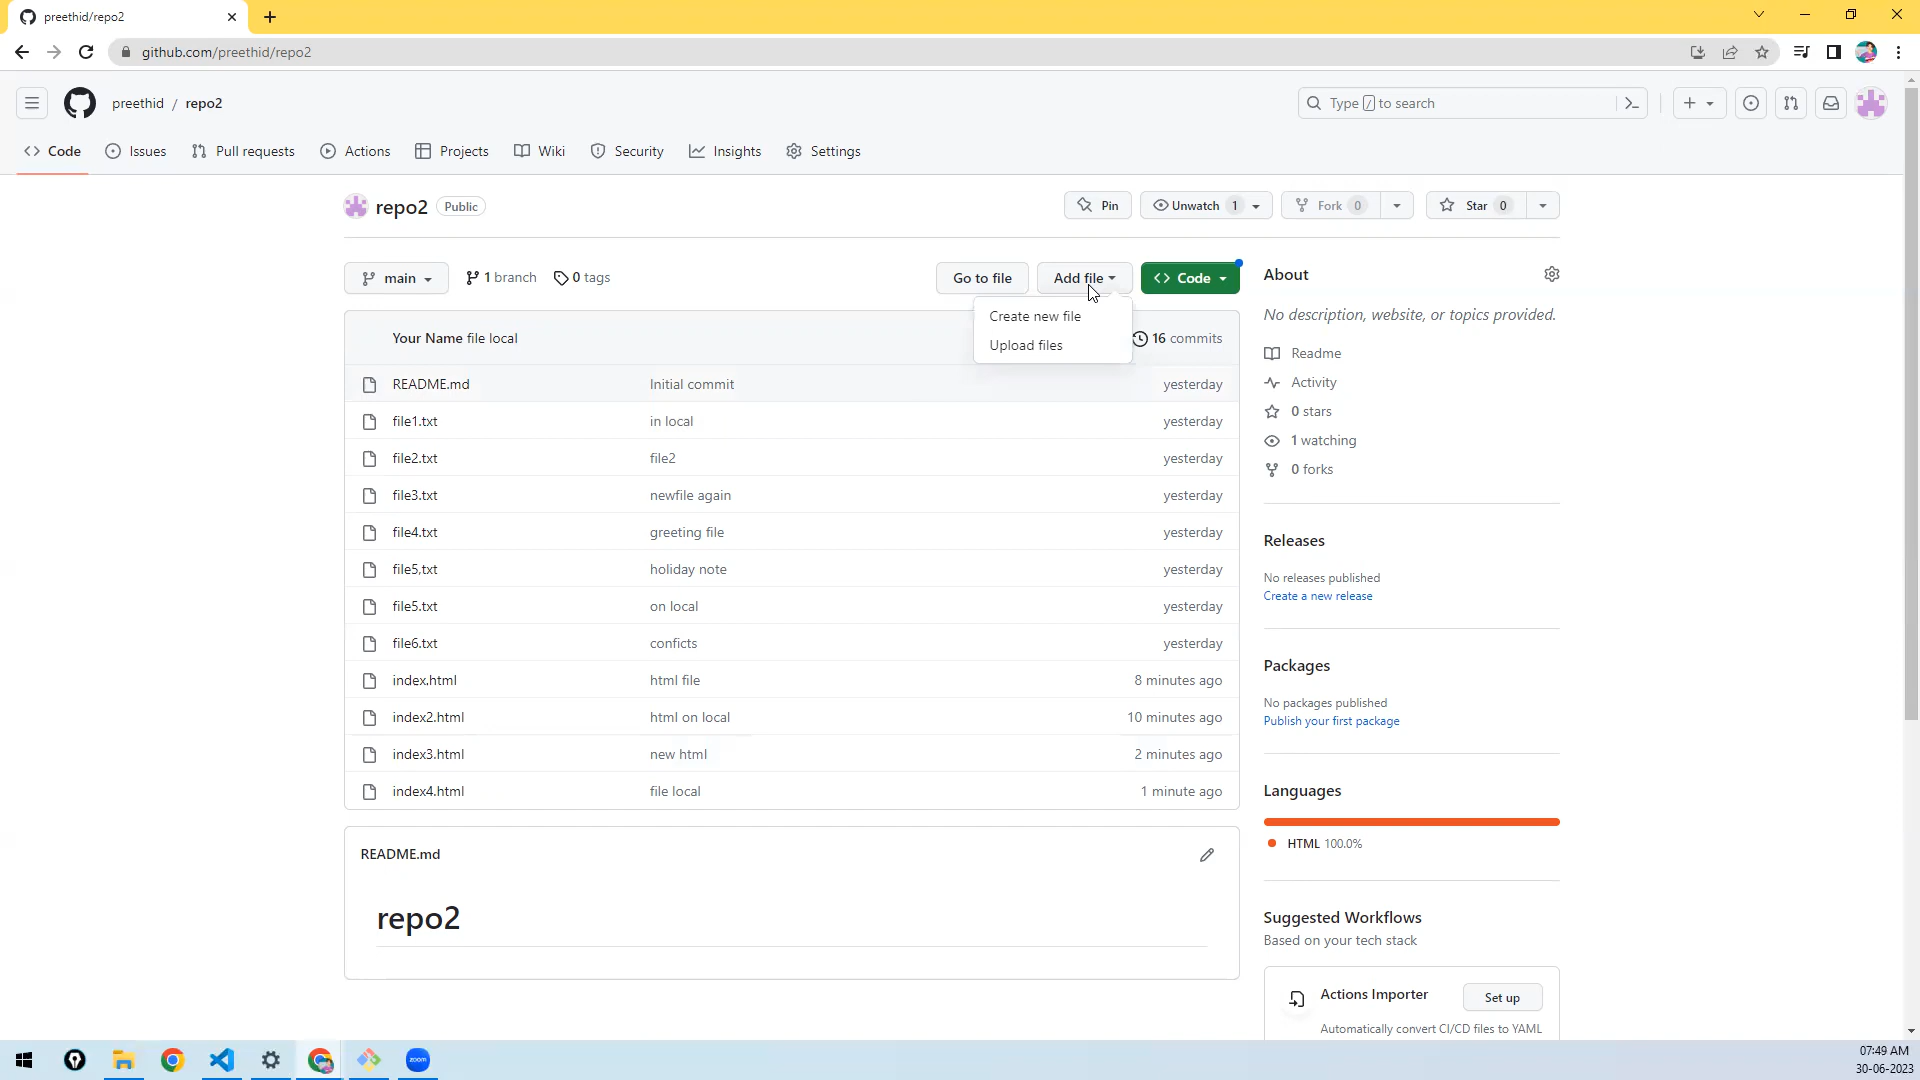 preethid/repo2
github.com/preethid/repo2
preethid / repo2
Type / to search
Code
Issues
Pull requests
Actions
Projects
Wiki
Security
Insights
Settings
repo2 Public
Pin
Unwatch 1
Fork 0
Star 0
main
1 branch
0 tags
Go to file
Add file
Code
Create new file
Upload files
Your Name file local
16 commits
README.md Initial commit yesterday
file1.txt in local yesterday
file2.txt file2 yesterday
file3.txt newfile again yesterday
file4.txt greeting file yesterday
file5,txt holiday note yesterday
file5.txt on local yesterday
file6.txt conficts yesterday
index.html html file 8 minutes ago
index2.html html on local 10 minutes ago
index3.html new html 2 minutes ago
index4.html file local 1 minute ago
README.md
repo2
About
No description, website, or topics provided.
Readme
Activity
0 stars
1 watching
0 forks
Releases
No releases published
Create a new release
Packages
No packages published
Publish your first package
Languages
HTML 100.0%
Suggested Workflows
Based on your tech stack
Actions Importer
Set up
Automatically convert CI/CD files to YAML
zoom
07:49 AM
30-06-2023